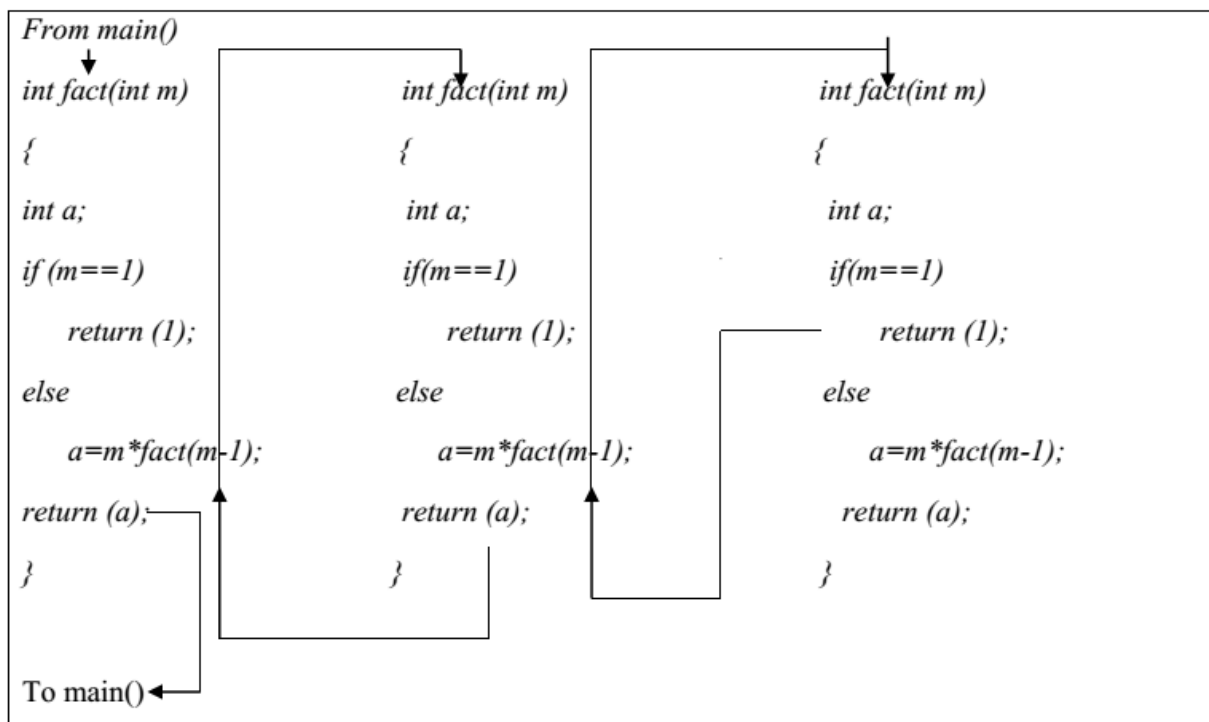 From main()
int fact(int m)
{
int a;
if (m==1)
return (1);
else
a=m*fact(m-1);
return (a);
}
To main()
int fact(int m)
{
int a;
if(m==1)
return (1);
else
a=m*fact(m-1);
return (a);
}
int fact(int m)
{
int a;
if(m==1)
return (1);
else
a=m*fact(m-1);
return (a);
}